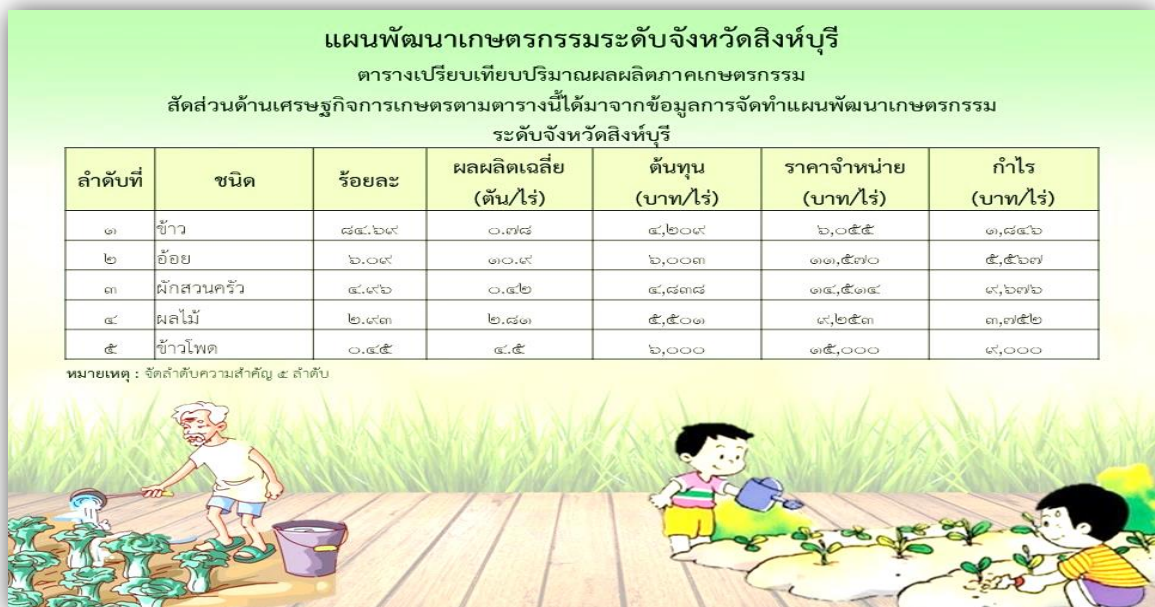 แผนพัฒนาเกษตรกรรมระดับจังหวัดสิงห์บุรี
ตารางเปรียบเทียบปริมาณผลผลิตภาคเกษตรกรรม
สัดส่วนด้านเศรษฐกิจการเกษตรตามตารางนี้ได้มาจากข้อมูลการจัดทำแผนพัฒนาเกษตรกรรม
ระดับจังหวัดสิงห์บุรี
ลำดับที่ ชนิด ร้อยละ ผลผลิตเฉลี่ย (ตัน/ไร่) ต้นทุน (บาท/ไร่) ราคาจำหน่าย (บาท/ไร่) กำไร (บาท/ไร่)
๑ ข้าว ๘๔.๖๙ ๐.๗๘ ๔,๒๐๙ ๖,๐๕๕ ๑,๘๔๖
๒ อ้อย ๖.๐๙ ๑๐.๙ ๖,๐๐๓ ๑๑,๕๗๐ ๕,๕๖๗
๓ ผักสวนครัว ๔.๙๖ ๐.๔๒ ๔,๘๓๘ ๑๔,๕๑๔ ๙,๖๗๖
๔ ผลไม้ ๒.๙๓ ๒.๘๑ ๕,๕๐๑ ๙,๒๕๓ ๓,๗๕๒
๕ ข้าวโพด ๐.๔๕ ๔.๕ ๖,๐๐๐ ๑๕,๐๐๐ ๙,๐๐๐
หมายเหตุ : จัดลำดับความสำคัญ ๕ ลำดับ